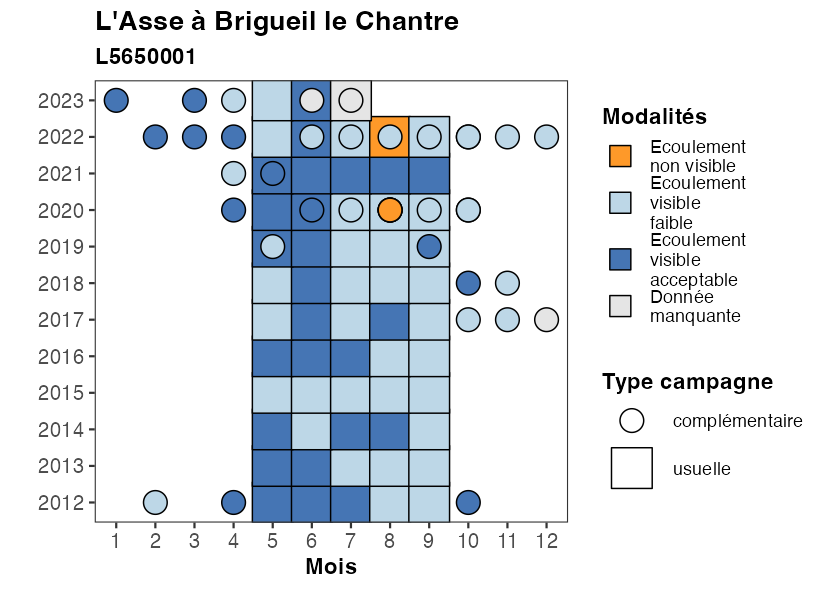 L'Asse à Brigueil le Chantre
L5650001
2023
2022
2021
2020
2019
2018
2017
2016
2015
2014
2013
2012
1 2 3 4 5 6 7 8 9 10 11 12
Mois
Modalités
Ecoulement
non visible
Ecoulement
visible
faible
Ecoulement
visible
acceptable
Donnée
manquante
Type campagne
complémentaire
usuelle